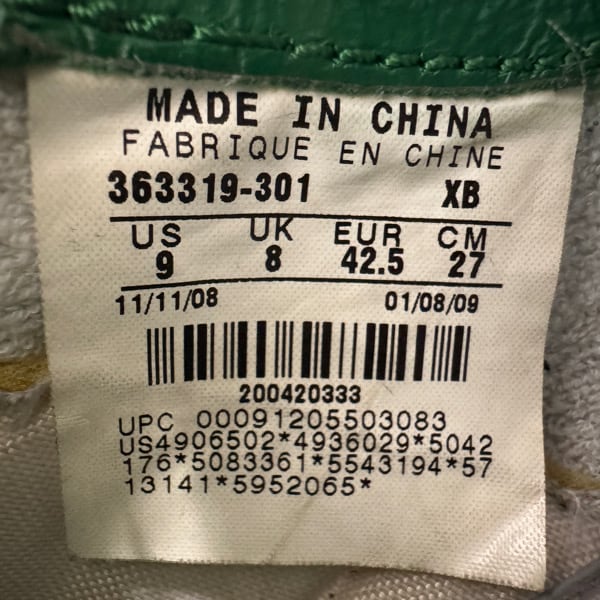 MADE IN CHINA
FABRIQUE EN CHINE
363319-301 XB
US UK EUR CM
9 8 42.5 27
11/11/08 01/08/09
200420333
UPC 00091205503083
US4906502*4936029*5042
176*5083361*5543194*57
13141*5952065*